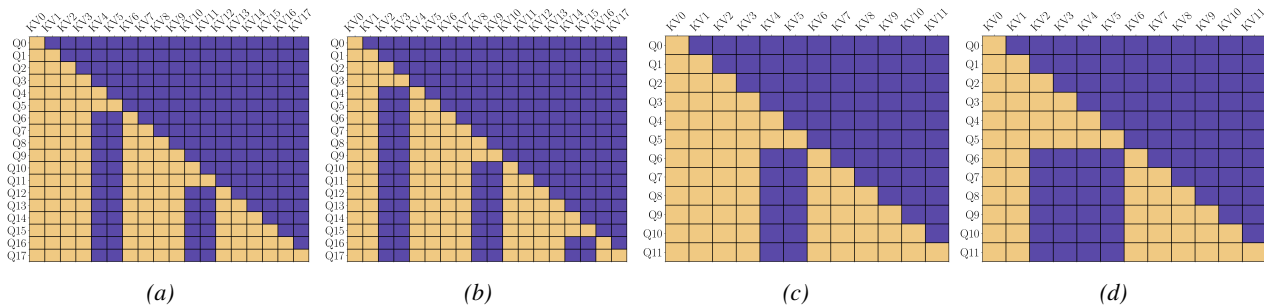 KV0 KV1 KV2 KV3 KV4 KV5 KV6 KV7 KV8 KV9 KV10 KV11 KV12 KV13 KV14 KV15 KV16 KV17
Q0
Q1
Q2
Q3
Q4
Q5
Q6
Q7
Q8
Q9
Q10
Q11
Q12
Q13
Q14
Q15
Q16
Q17
(a)
KV0 KV1 KV2 KV3 KV4 KV5 KV6 KV7 KV8 KV9 KV10 KV11 KV12 KV13 KV14 KV15 KV16 KV17
Q0
Q1
Q2
Q3
Q4
Q5
Q6
Q7
Q8
Q9
Q10
Q11
Q12
Q13
Q14
Q15
Q16
Q17
(b)
KV0 KV1 KV2 KV3 KV4 KV5 KV6 KV7 KV8 KV9 KV10 KV11
Q0
Q1
Q2
Q3
Q4
Q5
Q6
Q7
Q8
Q9
Q10
Q11
(c)
KV0 KV1 KV2 KV3 KV4 KV5 KV6 KV7 KV8 KV9 KV10 KV11
Q0
Q1
Q2
Q3
Q4
Q5
Q6
Q7
Q8
Q9
Q10
Q11
(d)